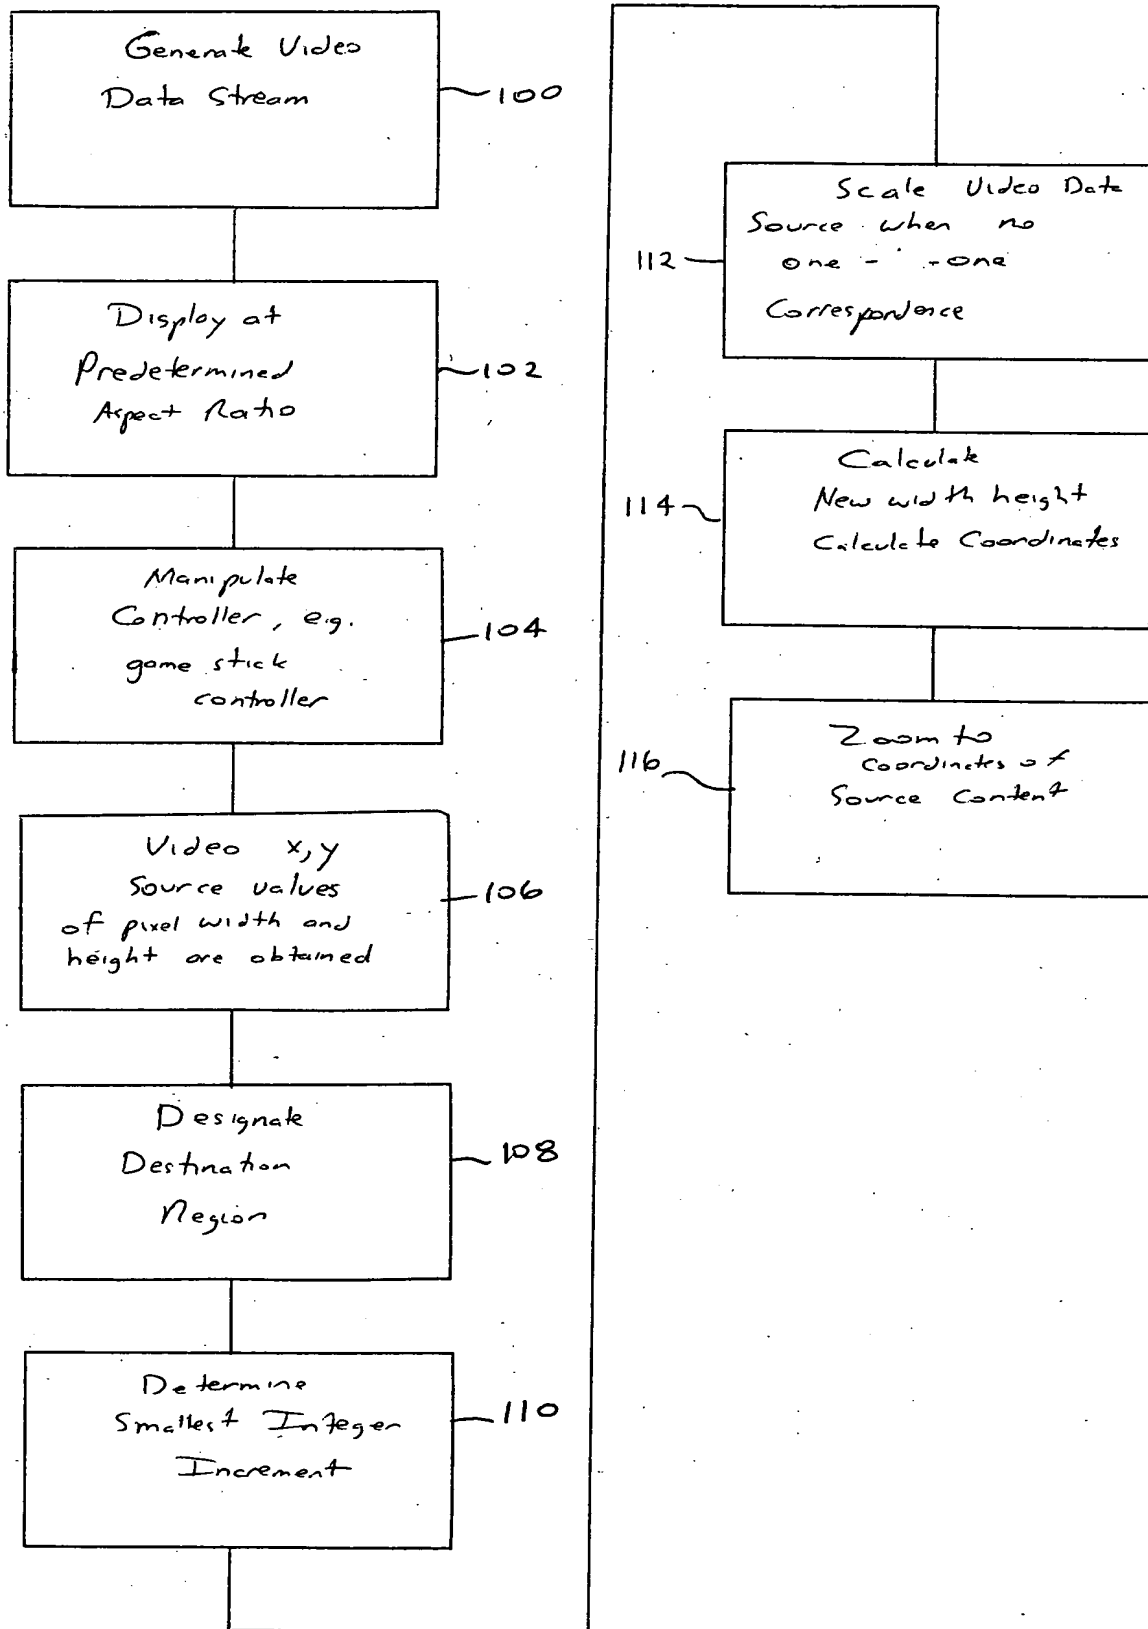 Generate Video
Data Stream
100
Display at
Predetermined
Aspect Ratio
102
Manipulate
Controller, e.g.
game stick
controller
104
Video x,y
Source values
of pixel width and
height are obtained
106
Designate
Destination
Region
108
Determine
Smallest Integer
Increment
110
Scale Video Data
Source when no
one - - one
Correspondence
112
Calculate
New width height
Calculate Coordinates
114
Zoom to
Coordinates of
Source Content
116